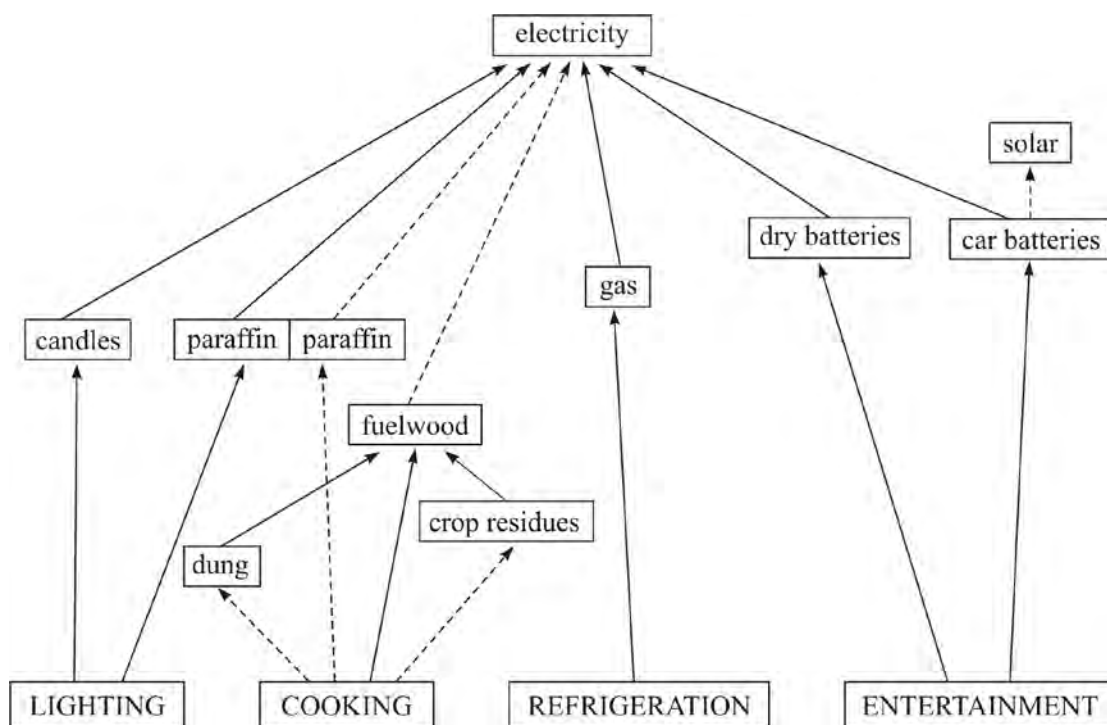 electricity
solar
dry batteries
car batteries
gas
candles
paraffin
paraffin
fuelwood
crop residues
dung
LIGHTING
COOKING
REFRIGERATION
ENTERTAINMENT